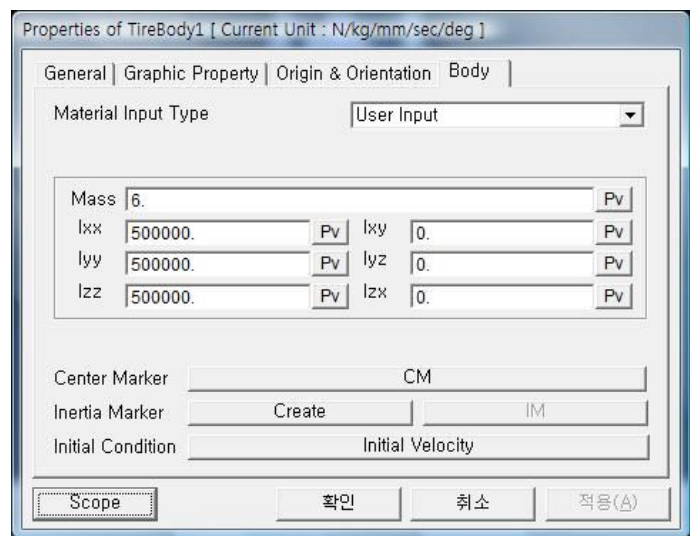 Properties of TireBody1 [ Current Unit : N/kg/mm/sec/deg ]
General Graphic Property Origin & Orientation Body
Material Input Type User Input
Mass 6. Pv
Ixx 500000. Pv Ixy 0. Pv
Iyy 500000. Pv Iyz 0. Pv
Izz 500000. Pv Izx 0. Pv
Center Marker CM
Inertia Marker Create IM
Initial Condition Initial Velocity
Scope 확인 취소 적용(A)